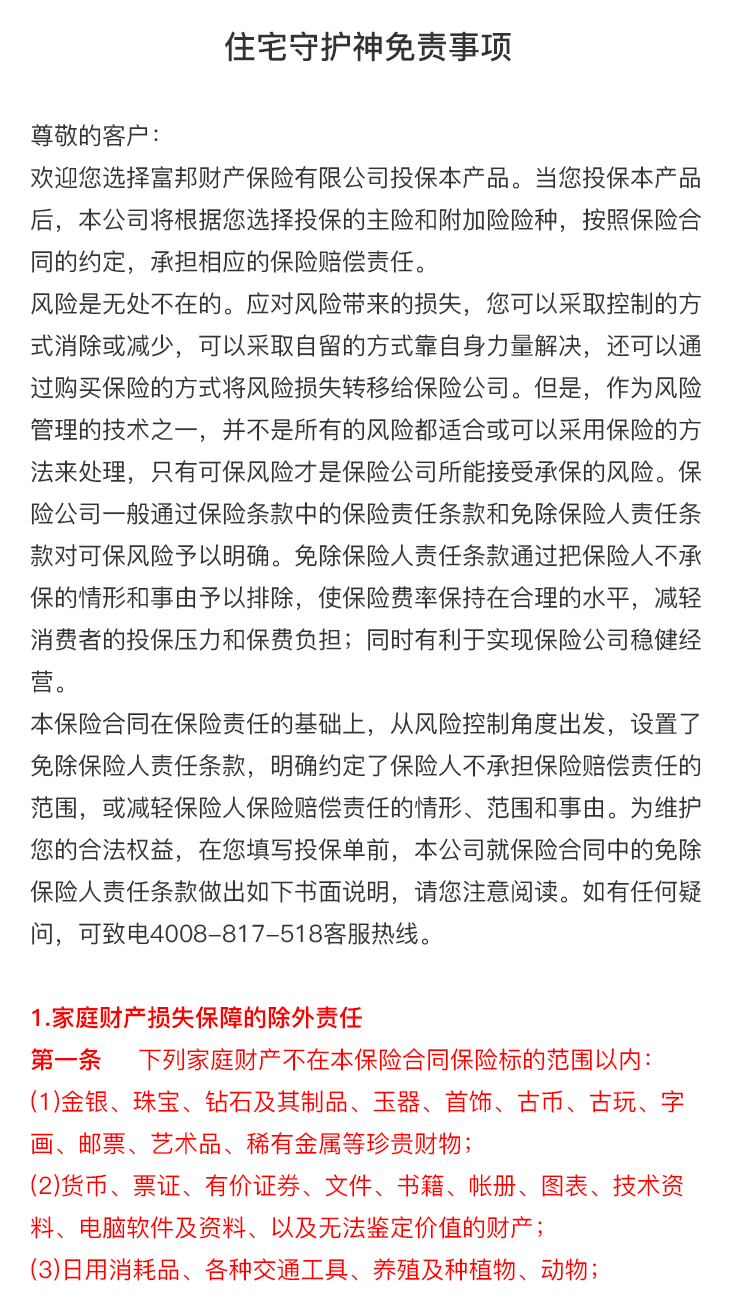 住宅守护神免责事项
尊敬的客户：
欢迎您选择富邦财产保险有限公司投保本产品。当您投保本产品
后，本公司将根据您选择投保的主险和附加险险种，按照保险合
同的约定，承担相应的保险赔偿责任。
风险是无处不在的。应对风险带来的损失，您可以采取控制的方
式消除或减少，可以采取自留的方式靠自身力量解决，还可以通
过购买保险的方式将风险损失转移给保险公司。但是，作为风险
管理的技术之一，并不是所有的风险都适合或可以采用保险的方
法来处理，只有可保风险才是保险公司所能接受承保的风险。保
险公司一般通过保险条款中的保险责任条款和免除保险人责任条
款对可保风险予以明确。免除保险人责任条款通过把保险人不承
保的情形和事由予以排除，使保险费率保持在合理的水平，减轻
消费者的投保压力和保费负担；同时有利于实现保险公司稳健经
营。
本保险合同在保险责任的基础上，从风险控制角度出发，设置了
免除保险人责任条款，明确约定了保险人不承担保险赔偿责任的
范围，或减轻保险人保险赔偿责任的情形、范围和事由。为维护
您的合法权益，在您填写投保单前，本公司就保险合同中的免除
保险人责任条款做出如下书面说明，请您注意阅读。如有任何疑
问，可致电4008-817-518客服热线。
1.家庭财产损失保障的除外责任
第一条 下列家庭财产不在本保险合同保险标的范围以内：
(1)金银、珠宝、钻石及其制品、玉器、首饰、古币、古玩、字
画、邮票、艺术品、稀有金属等珍贵财物；
(2)货币、票证、有价证券、文件、书籍、帐册、图表、技术资
料、电脑软件及资料、以及无法鉴定价值的财产；
(3)日用消耗品、各种交通工具、养殖及种植物、动物；